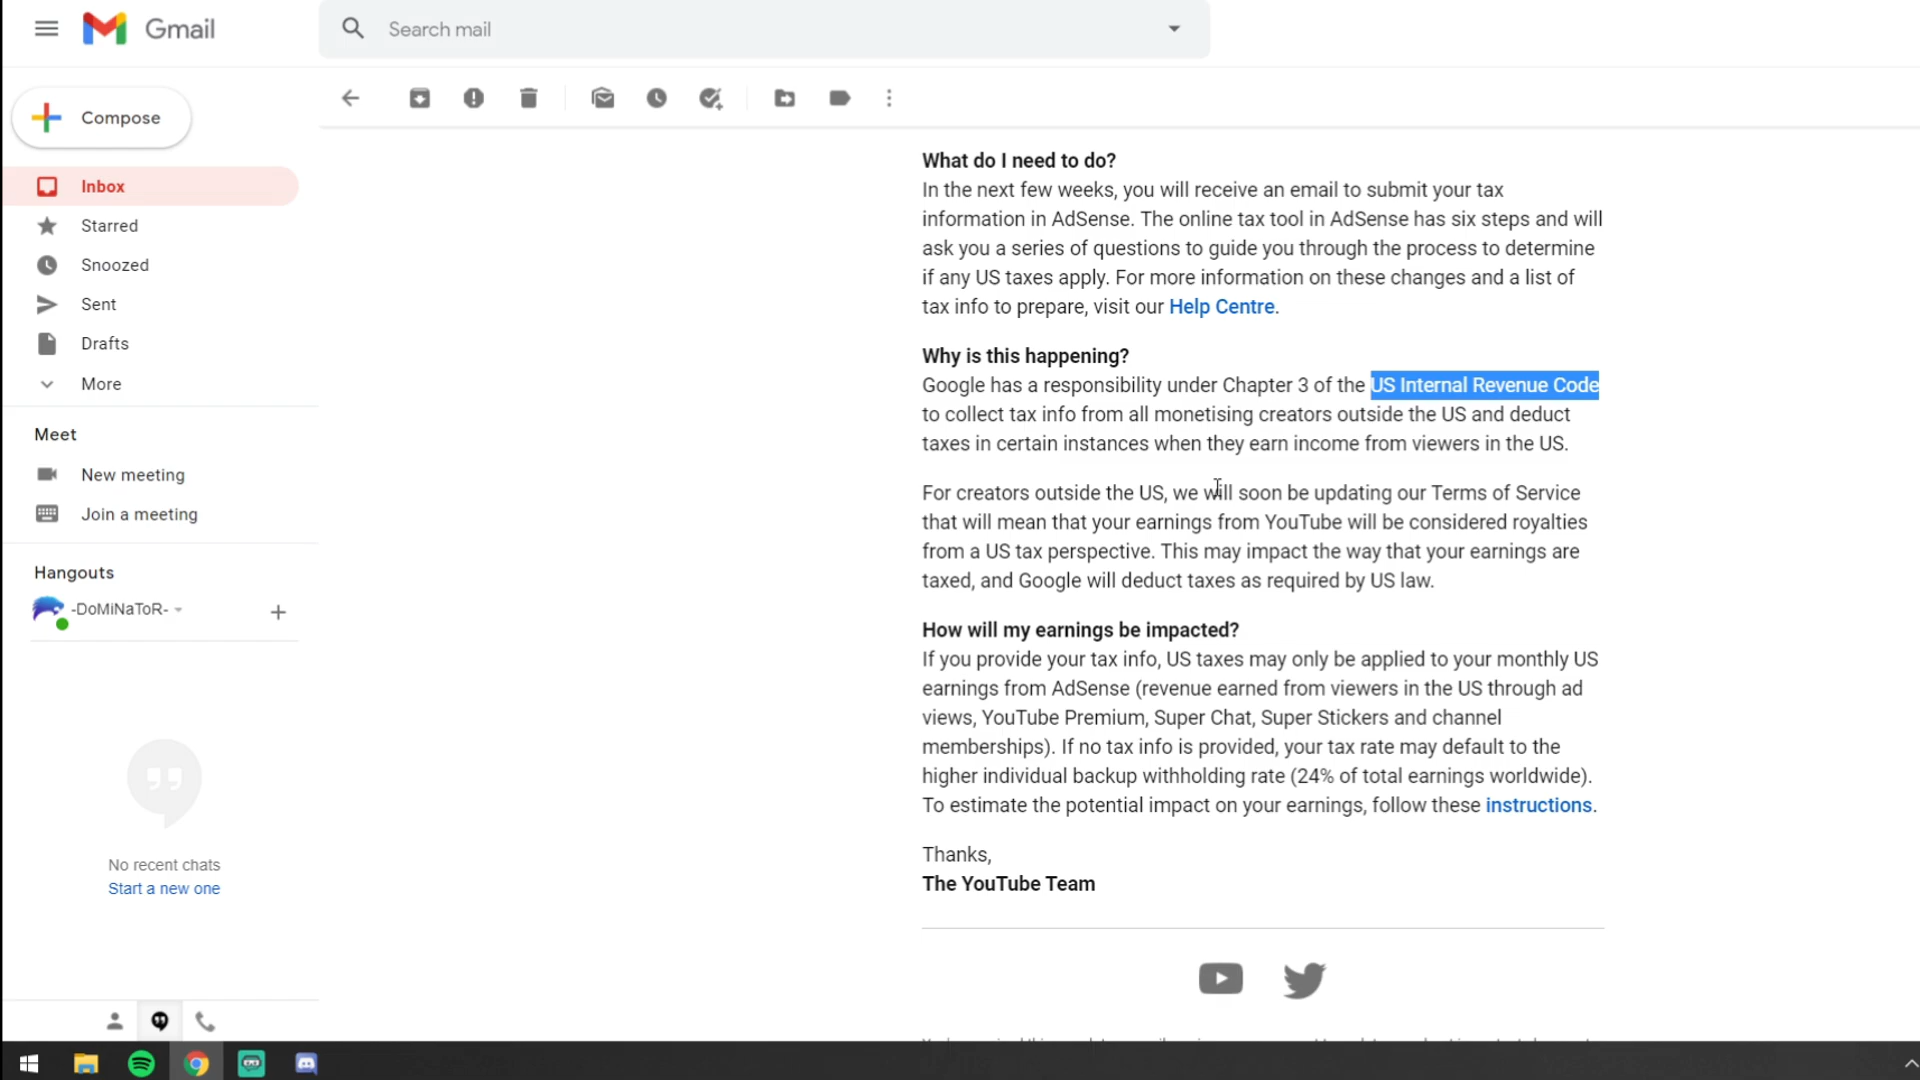 Gmail
Search mail
Compose
Inbox
Starred
Snoozed
Sent
Drafts
More
Meet
New meeting
Join a meeting
Hangouts
-DoMiNaToR-
No recent chats
Start a new one
What do I need to do?
In the next few weeks, you will receive an email to submit your tax
information in AdSense. The online tax tool in AdSense has six steps and will
ask you a series of questions to guide you through the process to determine
if any US taxes apply. For more information on these changes and a list of
tax info to prepare, visit our Help Centre.
Why is this happening?
Google has a responsibility under Chapter 3 of the US Internal Revenue Code
to collect tax info from all monetising creators outside the US and deduct
taxes in certain instances when they earn income from viewers in the US.
For creators outside the US, we will soon be updating our Terms of Service
that will mean that your earnings from YouTube will be considered royalties
from a US tax perspective. This may impact the way that your earnings are
taxed, and Google will deduct taxes as required by US law.
How will my earnings be impacted?
If you provide your tax info, US taxes may only be applied to your monthly US
earnings from AdSense (revenue earned from viewers in the US through ad
views, YouTube Premium, Super Chat, Super Stickers and channel
memberships). If no tax info is provided, your tax rate may default to the
higher individual backup withholding rate (24% of total earnings worldwide).
To estimate the potential impact on your earnings, follow these instructions.
Thanks,
The YouTube Team